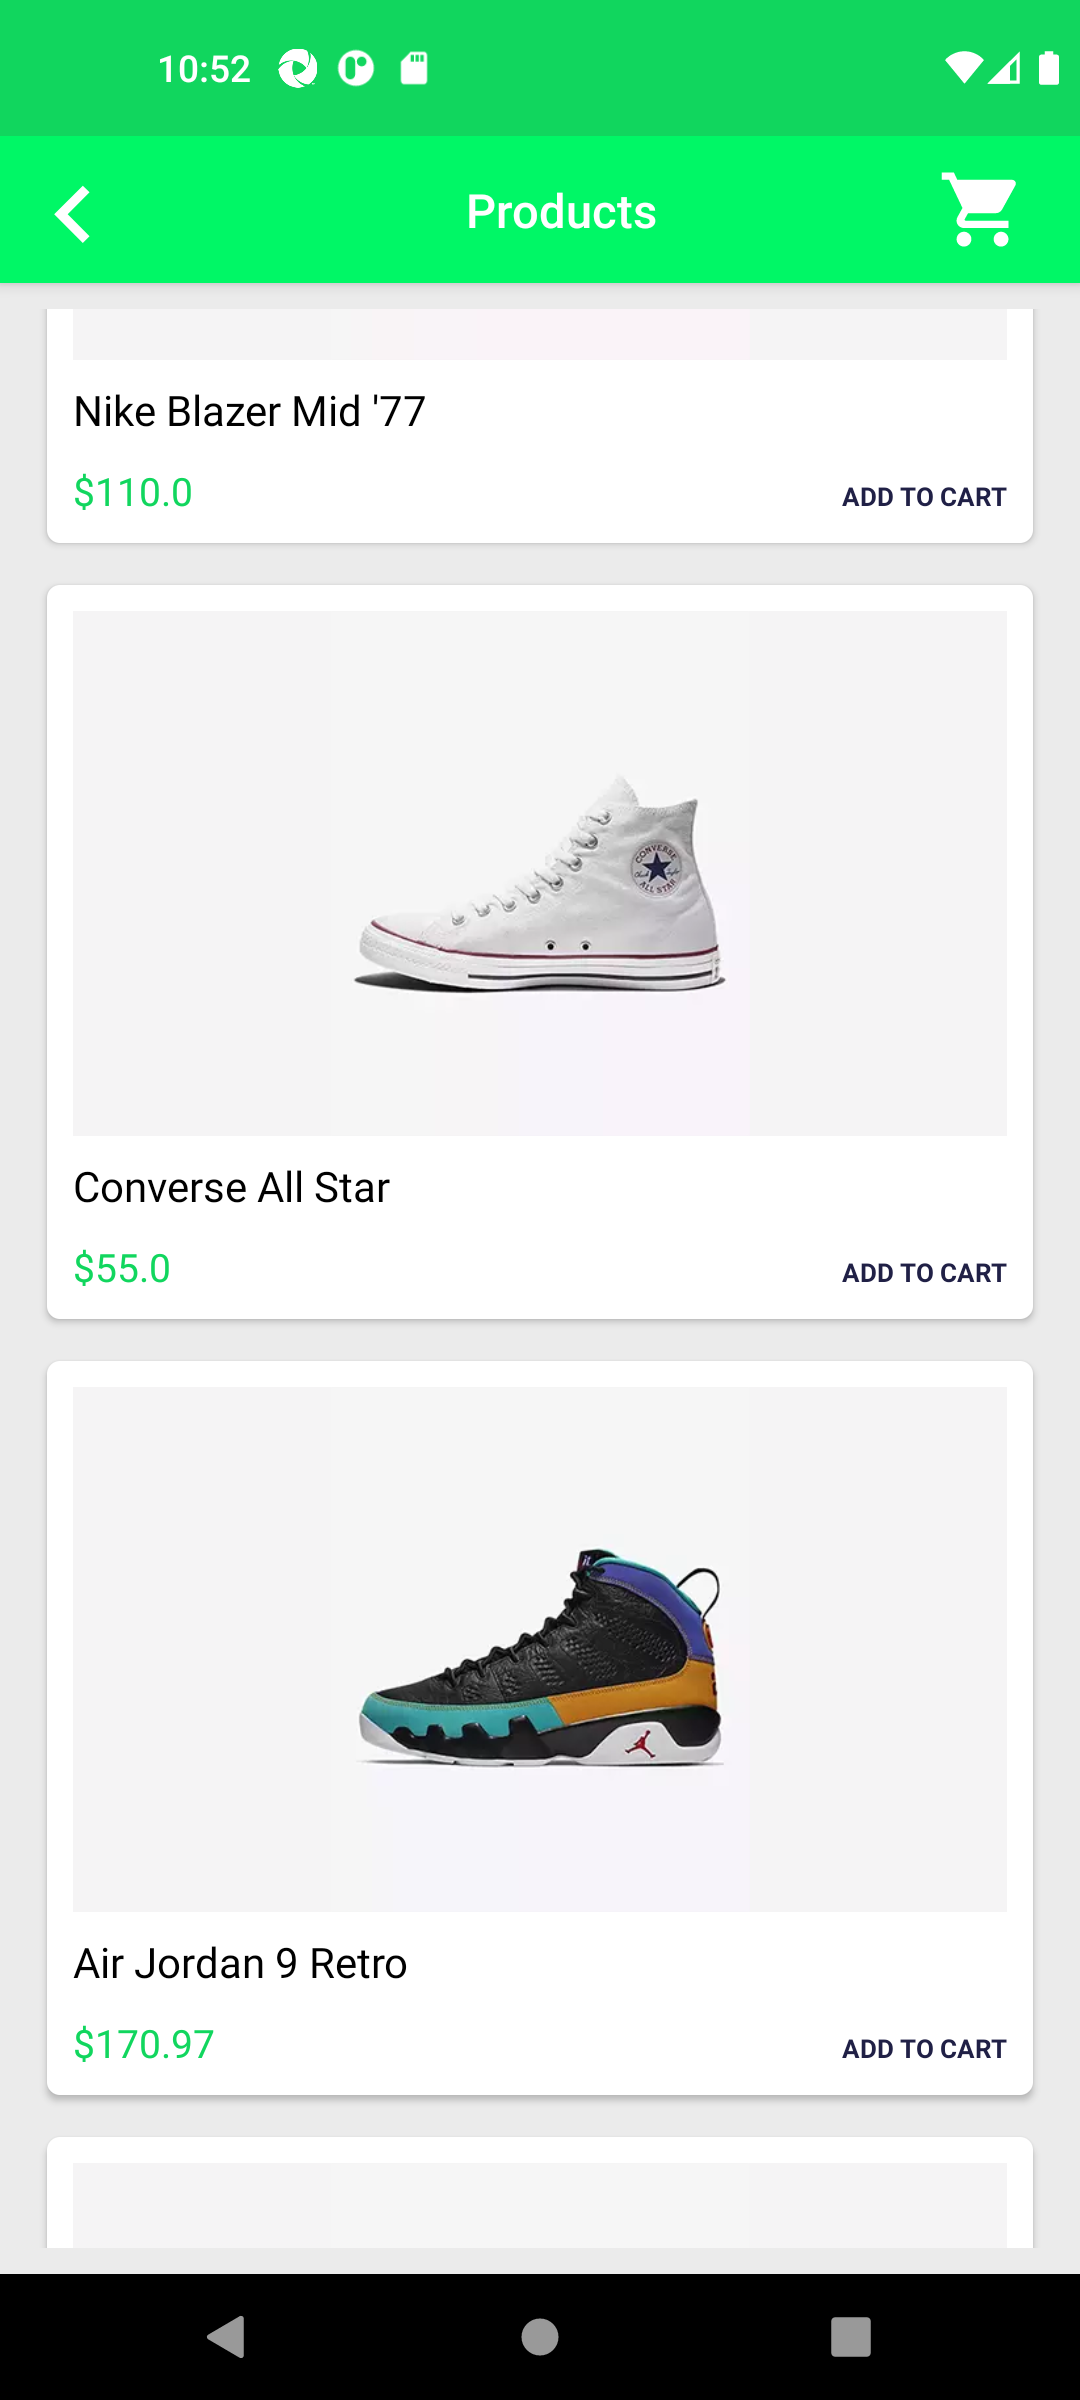 10:52
Products
Nike Blazer Mid '77
$110.0
ADD TO CART
CONVERSE
ALL STAR
Converse All Star
$55.0
ADD TO CART
Air Jordan 9 Retro
$170.97
ADD TO CART